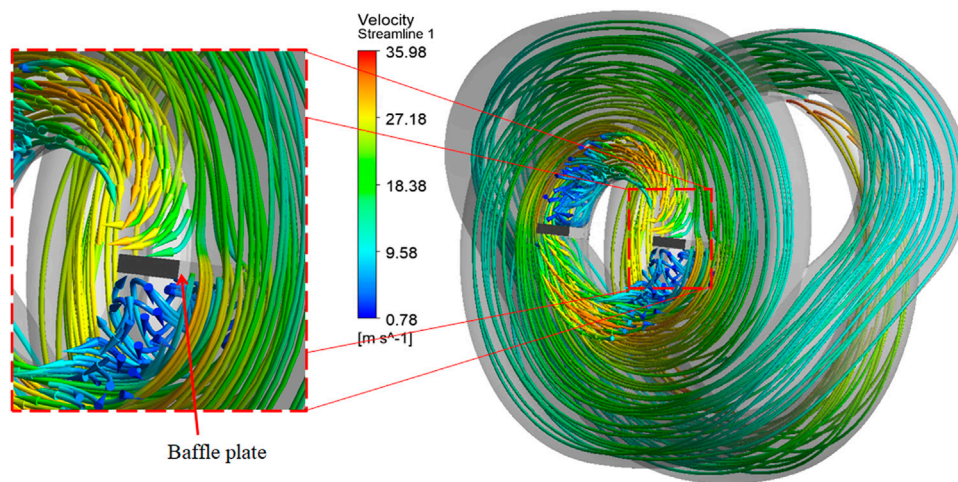 Velocity
Streamline 1
35.98
27.18
18.38
9.58
0.78
[m s^-1]
Baffle plate